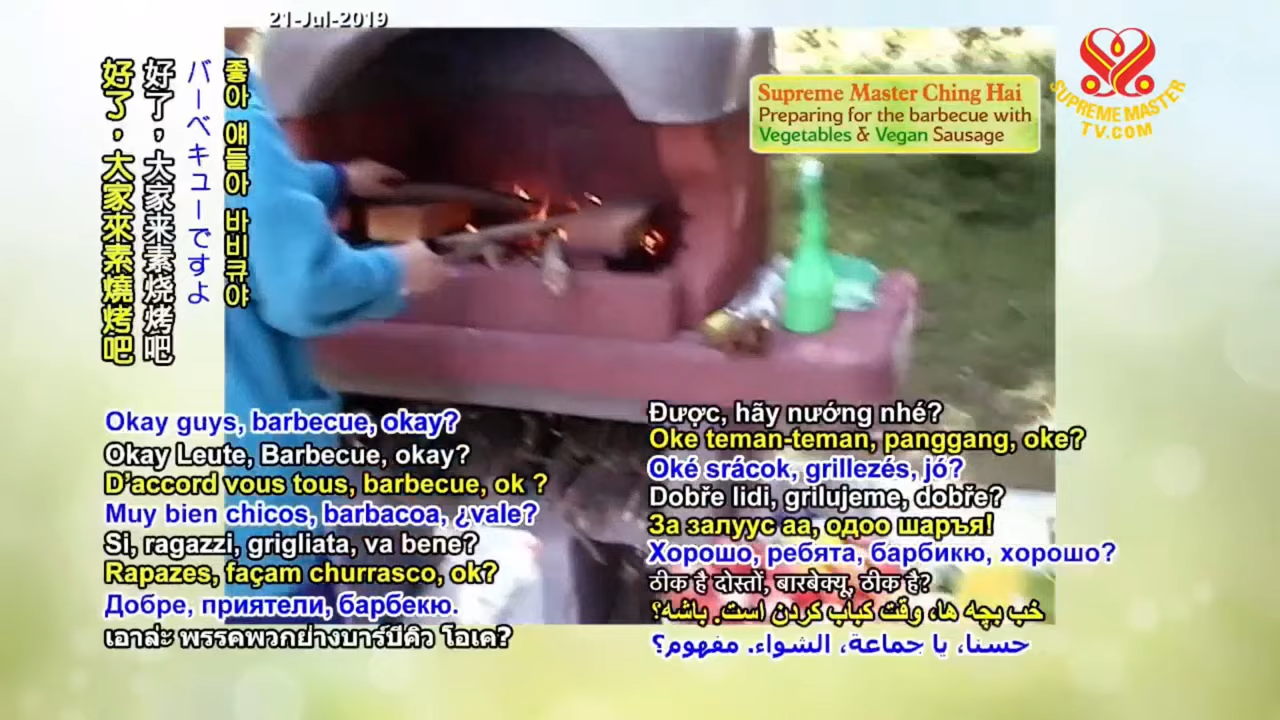 21-Jul-2019
Supreme Master Ching Hai
Preparing for the barbecue with
Vegetables & Vegan Sausage
SUPREME MASTER
TV.COM
좋아 얘들아 바비큐야
バーベキューですよ
好了，大家来素烧烤吧
好了，大家來素燒烤吧
Okay guys, barbecue, okay?
Okay Leute, Barbecue, okay?
D’accord vous tous, barbecue, ok ?
Muy bien chicos, barbacoa, ¿vale?
Si, ragazzi, grigliata, va bene?
Rapazes, façam churrasco, ok?
Добре, приятели, барбекю.
เอาล่ะ พรรคพวกย่างบาร์บีคิว โอเค?
Được, hãy nướng nhé?
Oke teman-teman, panggang, oke?
Oké srácok, grillezés, jó?
Dobře lidi, grilujeme, dobře?
За залуус аа, одоо шаръя!
Хорошо, ребята, барбикю, хорошо?
ठीक है दोस्तों, बारबेक्यू, ठीक है?
خب بچه ها، وقت کباب کردن است. باشه؟
حسنا، يا جماعة، الشواء. مفهوم؟